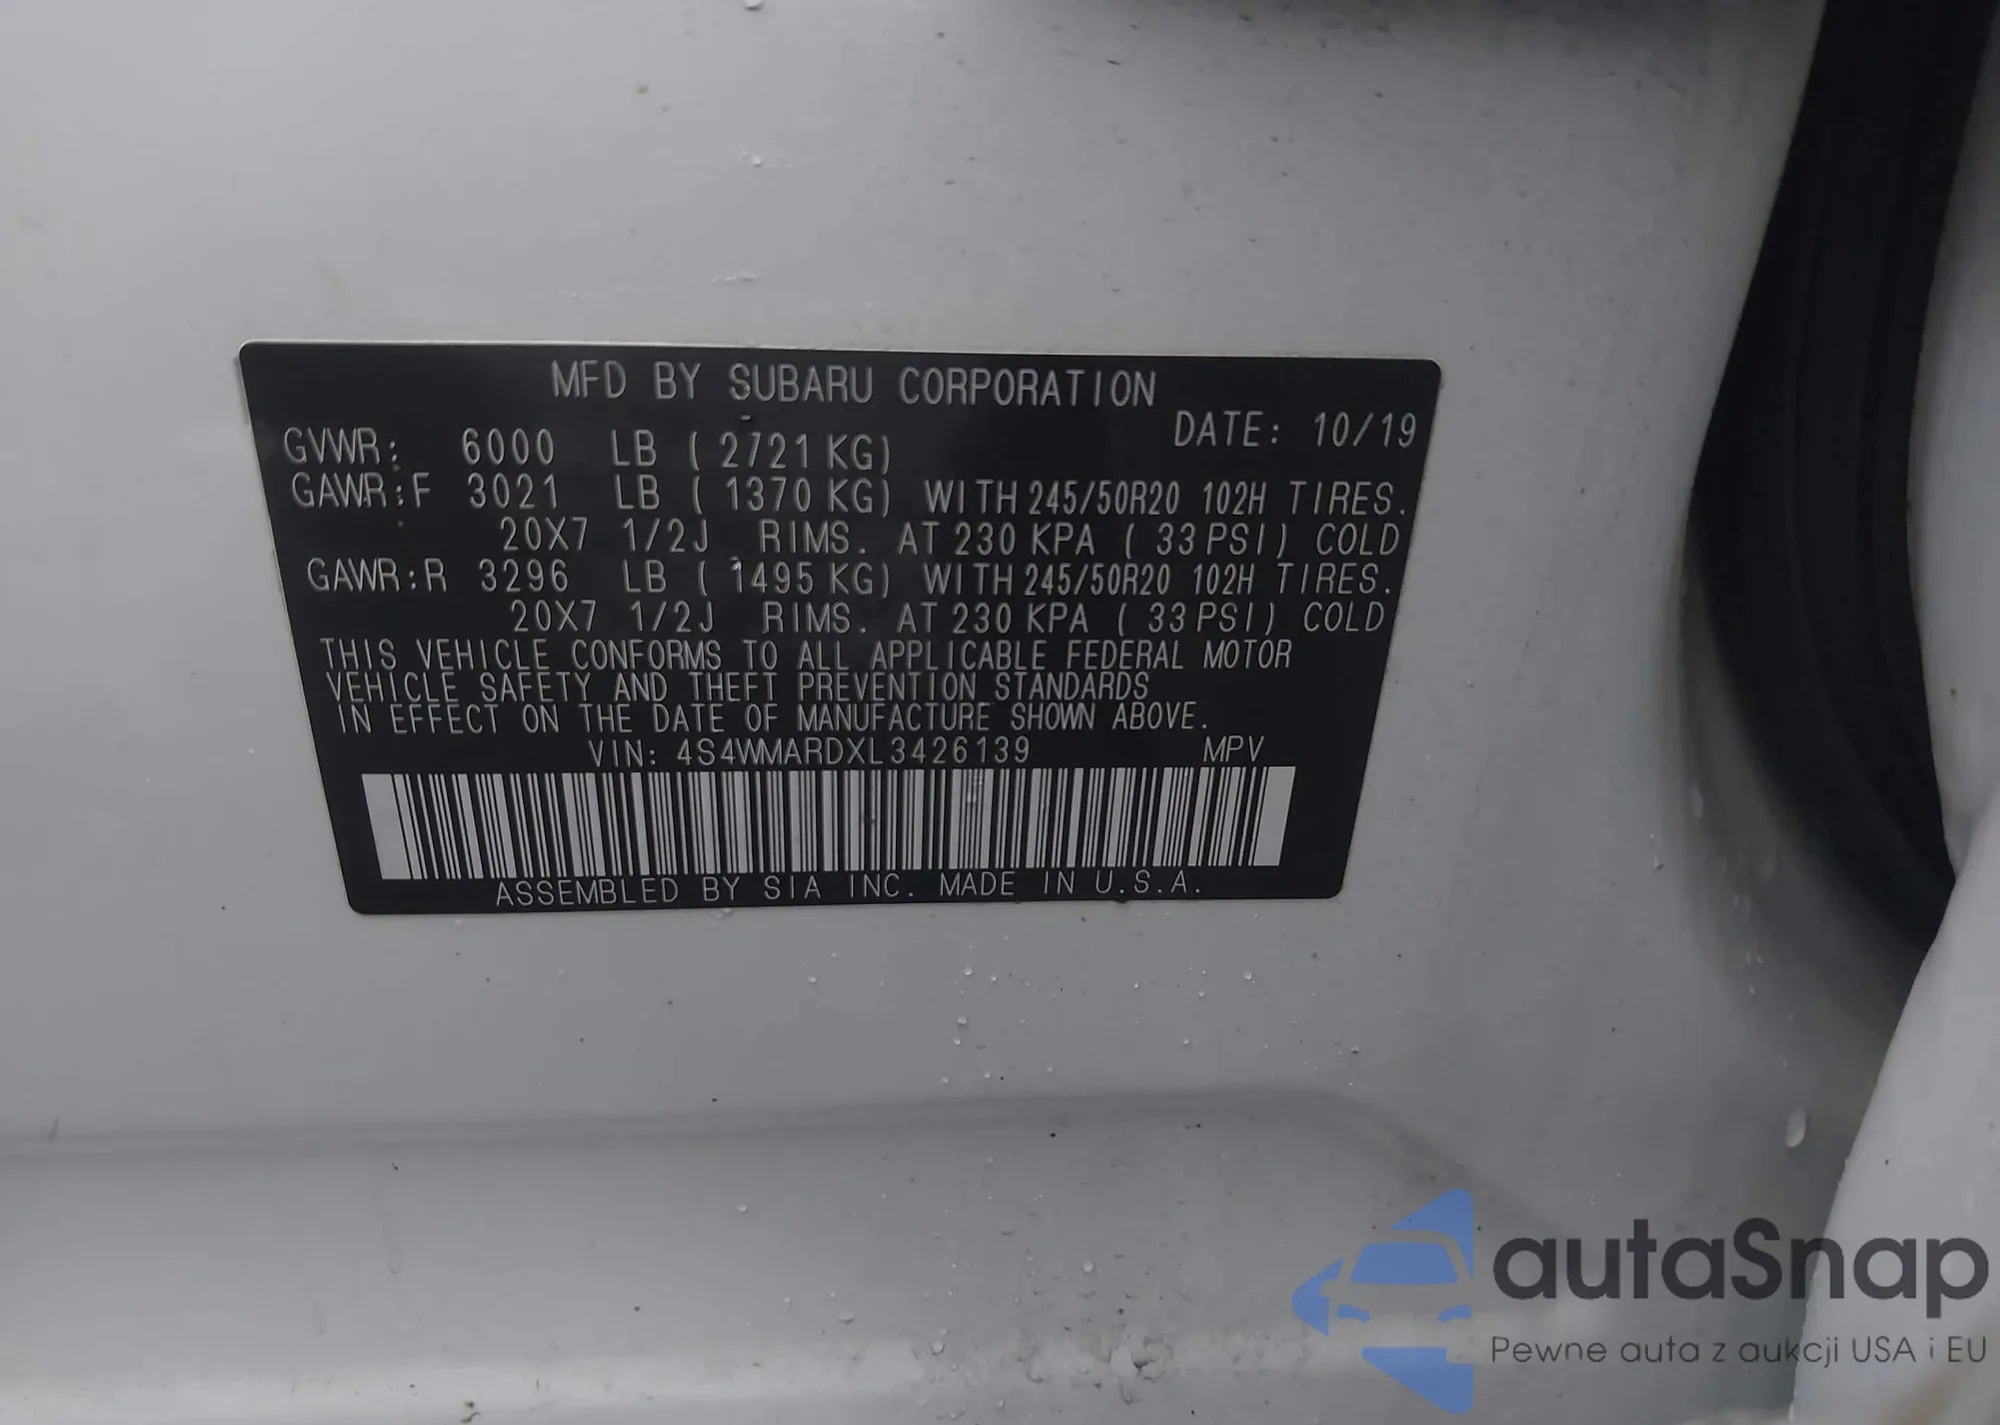 MFD BY SUBARU CORPORATION
DATE: 10/19
GVWR: 6000 LB ( 2721 KG)
GAWR:F 3021 LB ( 1370 KG) WITH 245/50R20 102H TIRES.
20X7 1/2J RIMS. AT 230 KPA ( 33 PSI) COLD
GAWR:R 3296 LB ( 1495 KG) WITH 245/50R20 102H TIRES.
20X7 1/2J RIMS. AT 230 KPA ( 33 PSI) COLD
THIS VEHICLE CONFORMS TO ALL APPLICABLE FEDERAL MOTOR
VEHICLE SAFETY AND THEFT PREVENTION STANDARDS
IN EFFECT ON THE DATE OF MANUFACTURE SHOWN ABOVE.
VIN: 4S4WMARDXL3426139 MPV
ASSEMBLED BY SIA INC. MADE IN U.S.A.
autaSnap
Pewne auta z aukcji USA i EU